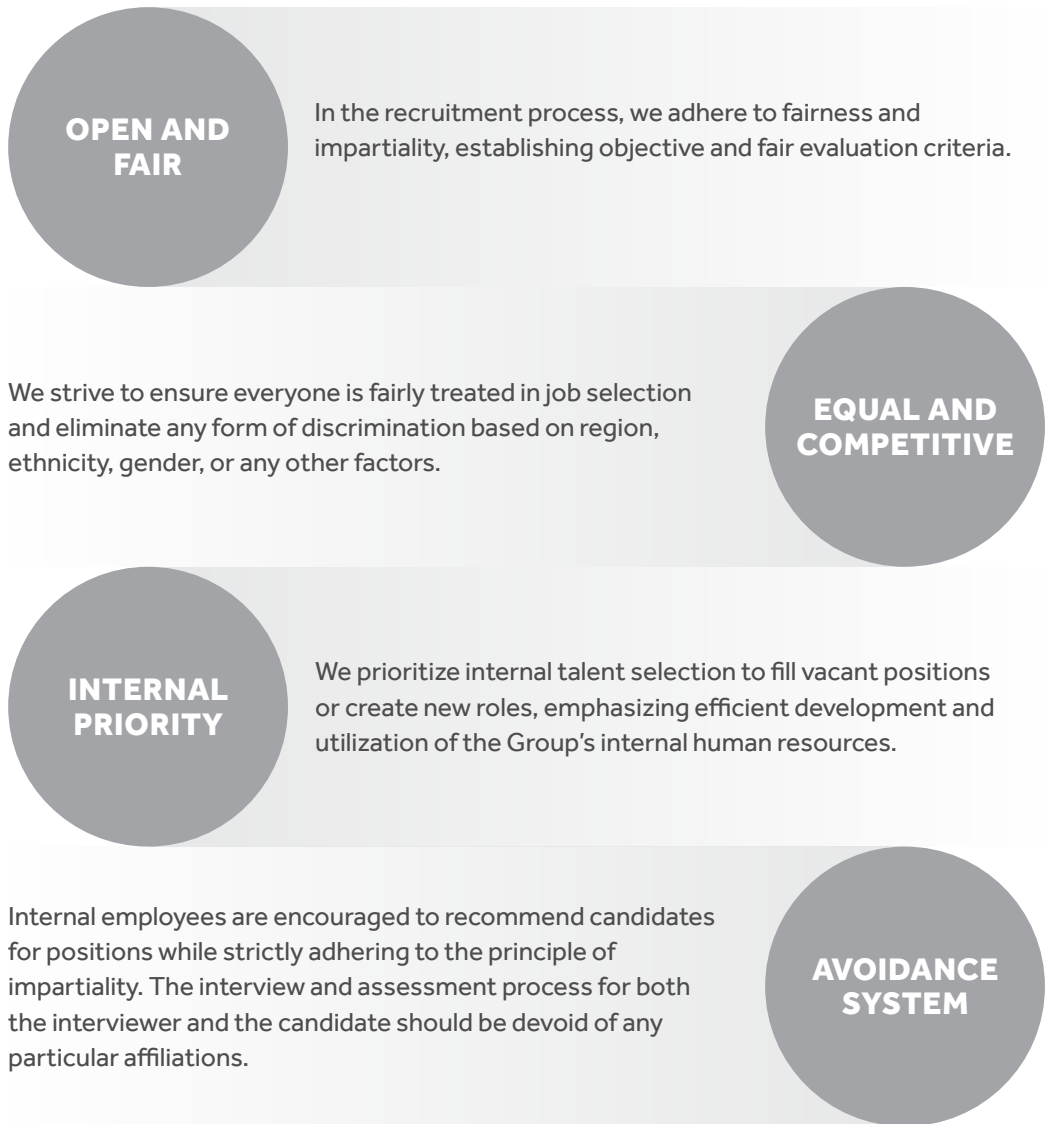 OPEN AND
FAIR
In the recruitment process, we adhere to fairness and
impartiality, establishing objective and fair evaluation criteria.
We strive to ensure everyone is fairly treated in job selection
and eliminate any form of discrimination based on region,
ethnicity, gender, or any other factors.
EQUAL AND
COMPETITIVE
INTERNAL
PRIORITY
We prioritize internal talent selection to fill vacant positions
or create new roles, emphasizing efficient development and
utilization of the Group's internal human resources.
Internal employees are encouraged to recommend candidates
for positions while strictly adhering to the principle of
impartiality. The interview and assessment process for both
the interviewer and the candidate should be devoid of any
particular affiliations.
AVOIDANCE
SYSTEM